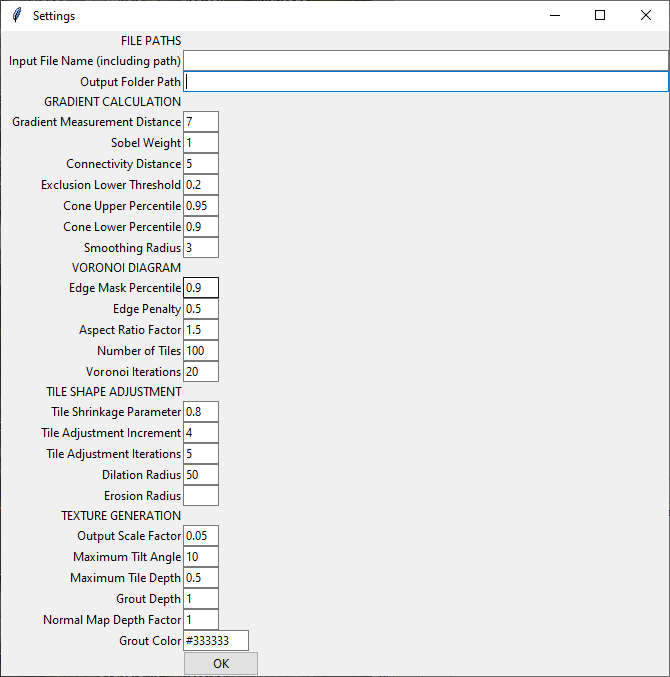 Settings
FILE PATHS
Input File Name (including path)
Output Folder Path
GRADIENT CALCULATION
Gradient Measurement Distance 7
Sobel Weight 1
Connectivity Distance 5
Exclusion Lower Threshold 0.2
Cone Upper Percentile 0.95
Cone Lower Percentile 0.9
Smoothing Radius 3
VORONOI DIAGRAM
Edge Mask Percentile 0.9
Edge Penalty 0.5
Aspect Ratio Factor 1.5
Number of Tiles 100
Voronoi Iterations 20
TILE SHAPE ADJUSTMENT
Tile Shrinkage Parameter 0.8
Tile Adjustment Increment 4
Tile Adjustment Iterations 5
Dilation Radius 50
Erosion Radius
TEXTURE GENERATION
Output Scale Factor 0.05
Maximum Tilt Angle 10
Maximum Tile Depth 0.5
Grout Depth 1
Normal Map Depth Factor 1
Grout Color #333333
OK